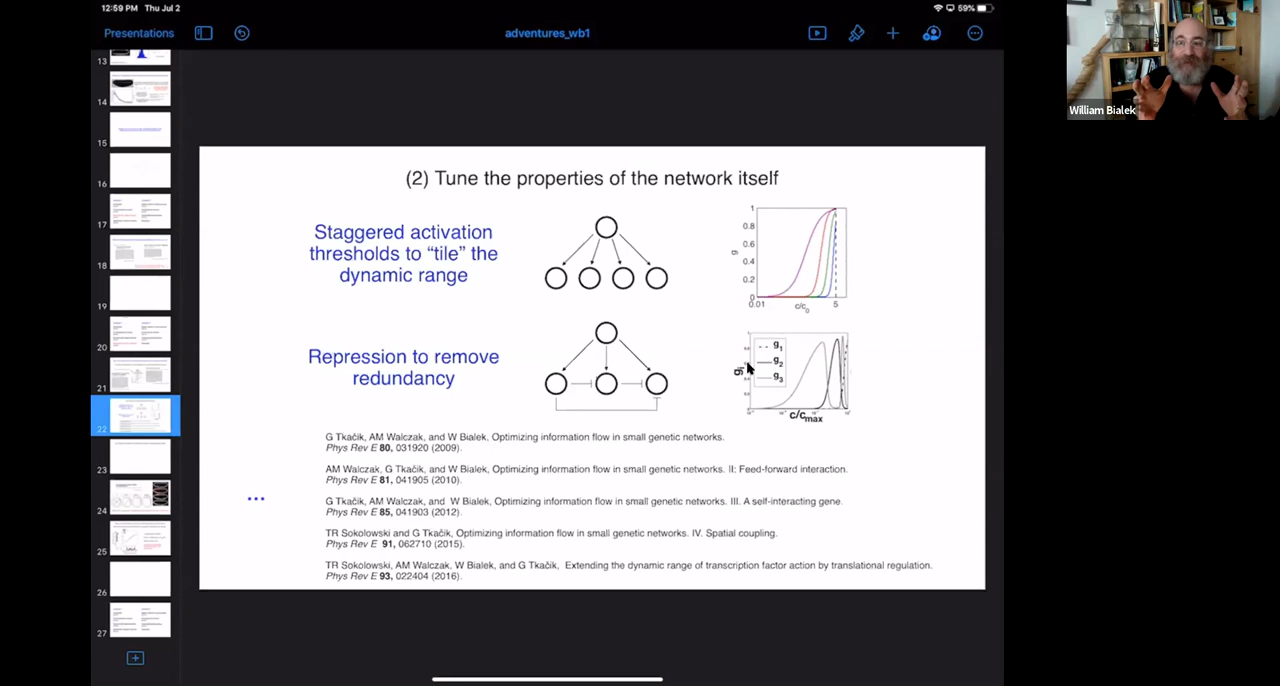 12:59 PM Thu Jul 2
59%
Presentations
adventures_wb1
William Bialek
13
14
15
16
17
18
19
20
21
22
23
24
25
26
27
(2) Tune the properties of the network itself
Staggered activation
thresholds to “tile” the
dynamic range
1
0.8
0.6
0.4
0.2
0
g
0.01
c/c0
5
Repression to remove
redundancy
g1
g2
g3
gi
c/cmax
G Tkačik, AM Walczak, and W Bialek, Optimizing information flow in small genetic networks.
Phys Rev E 80, 031920 (2009).
AM Walczak, G Tkačik, and W Bialek, Optimizing information flow in small genetic networks. II: Feed-forward interaction.
Phys Rev E 81, 041905 (2010).
...
G Tkačik, AM Walczak, and W Bialek, Optimizing information flow in small genetic networks. III. A self-interacting gene.
Phys Rev E 85, 041903 (2012).
TR Sokolowski and G Tkačik, Optimizing information flow in small genetic networks. IV. Spatial coupling.
Phys Rev E 91, 062710 (2015).
TR Sokolowski, AM Walczak, W Bialek, and G Tkačik, Extending the dynamic range of transcription factor action by translational regulation.
Phys Rev E 93, 022404 (2016).